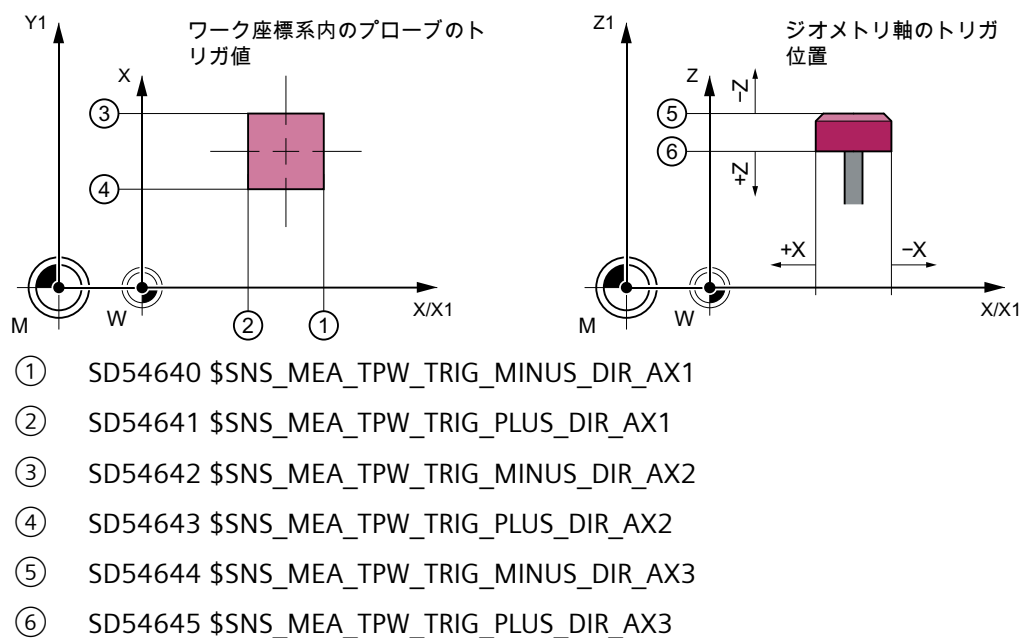 Y1
ワーク座標系内のプローブのト
リガ値
X
③
④
M
W
②
①
X/X1
Z1
ジオメトリ軸のトリガ
位置
Z
−Z
⑤
⑥
+Z
+X
−X
M
W
X/X1
① SD54640 $SNS_MEA_TPW_TRIG_MINUS_DIR_AX1
② SD54641 $SNS_MEA_TPW_TRIG_PLUS_DIR_AX1
③ SD54642 $SNS_MEA_TPW_TRIG_MINUS_DIR_AX2
④ SD54643 $SNS_MEA_TPW_TRIG_PLUS_DIR_AX2
⑤ SD54644 $SNS_MEA_TPW_TRIG_MINUS_DIR_AX3
⑥ SD54645 $SNS_MEA_TPW_TRIG_PLUS_DIR_AX3